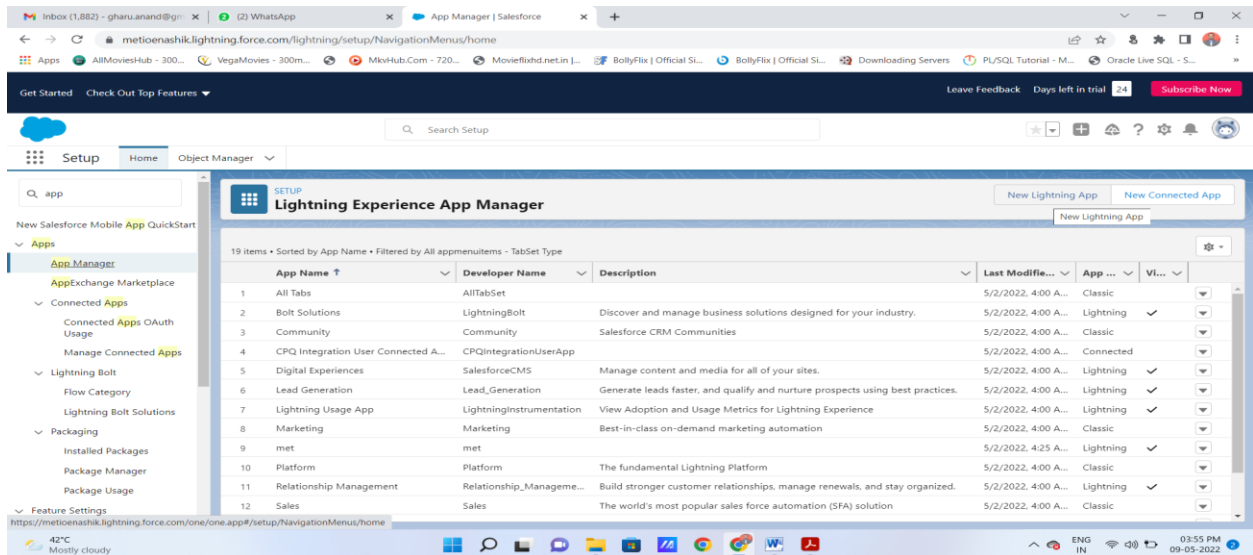 Inbox (1,882) - gharu.anand@gm
(2) WhatsApp
App Manager | Salesforce
metioenashik.lightning.force.com/lightning/setup/NavigationMenus/home
Apps AllMoviesHub - 300... VegaMovies - 300m... MkvHub.Com - 720... Movieflixhd.net.in |... BollyFlix | Official Si... BollyFlix | Official Si... Downloading Servers PL/SQL Tutorial - M... Oracle Live SQL - S... »
Get Started Check Out Top Features Leave Feedback Days left in trial 24 Subscribe Now
Search Setup
Setup Home Object Manager
app
New Salesforce Mobile App QuickStart
Apps
App Manager
AppExchange Marketplace
Connected Apps
Connected Apps OAuth
Usage
Manage Connected Apps
Lightning Bolt
Flow Category
Lightning Bolt Solutions
Packaging
Installed Packages
Package Manager
Package Usage
Feature Settings
https://metioenashik.lightning.force.com/one/one.app#/setup/NavigationMenus/home
SETUP
Lightning Experience App Manager
New Lightning App New Connected App
New Lightning App
19 items • Sorted by App Name • Filtered by All appmenuitems - TabSet Type
App Name ↑ Developer Name Description Last Modifie... App ... Vi...
1 All Tabs AllTabSet 5/2/2022, 4:00 A... Classic
2 Bolt Solutions LightningBolt Discover and manage business solutions designed for your industry. 5/2/2022, 4:00 A... Lightning ✓
3 Community Community Salesforce CRM Communities 5/2/2022, 4:00 A... Classic
4 CPQ Integration User Connected A... CPQIntegrationUserApp 5/2/2022, 4:00 A... Connected
5 Digital Experiences SalesforceCMS Manage content and media for all of your sites. 5/2/2022, 4:00 A... Lightning ✓
6 Lead Generation Lead_Generation Generate leads faster, and qualify and nurture prospects using best practices. 5/2/2022, 4:00 A... Lightning ✓
7 Lightning Usage App LightningInstrumentation View Adoption and Usage Metrics for Lightning Experience 5/2/2022, 4:00 A... Lightning ✓
8 Marketing Marketing Best-in-class on-demand marketing automation 5/2/2022, 4:00 A... Classic
9 met met 5/2/2022, 4:25 A... Lightning ✓
10 Platform Platform The fundamental Lightning Platform 5/2/2022, 4:00 A... Classic
11 Relationship Management Relationship_Manageme... Build stronger customer relationships, manage renewals, and stay organized. 5/2/2022, 4:00 A... Lightning ✓
12 Sales Sales The world's most popular sales force automation (SFA) solution 5/2/2022, 4:00 A... Classic
42°C
Mostly cloudy
ENG
IN
03:55 PM
09-05-2022
2